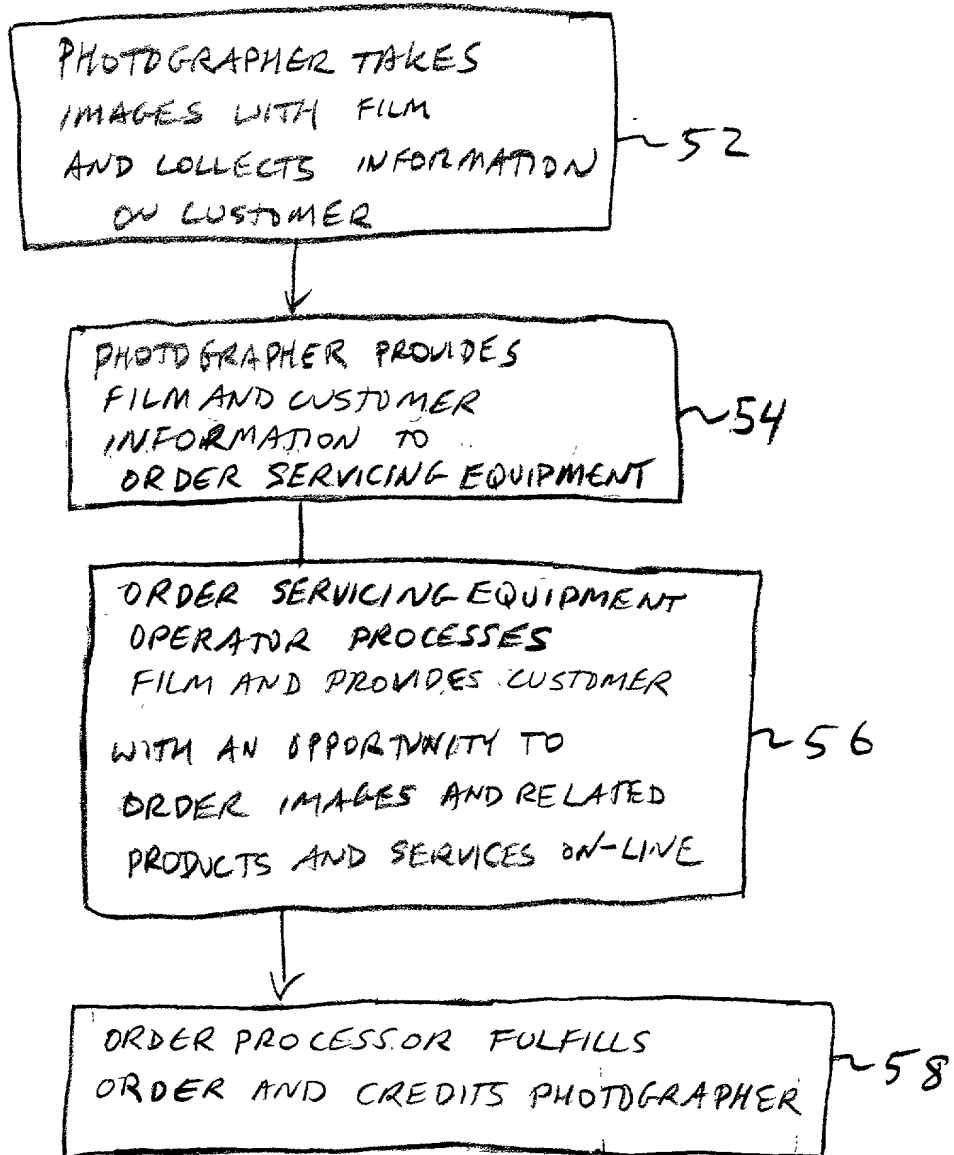 PHOTOGRAPHER TAKES
IMAGES WITH FILM
AND COLLECTS INFORMATION
ON CUSTOMER
52
PHOTOGRAPHER PROVIDES
FILM AND CUSTOMER
INFORMATION TO
ORDER SERVICING EQUIPMENT
54
ORDER SERVICING EQUIPMENT
OPERATOR PROCESSES
FILM AND PROVIDES CUSTOMER
WITH AN OPPORTUNITY TO
ORDER IMAGES AND RELATED
PRODUCTS AND SERVICES ON-LINE
56
ORDER PROCESSOR FULFILLS
ORDER AND CREDITS PHOTOGRAPHER
58